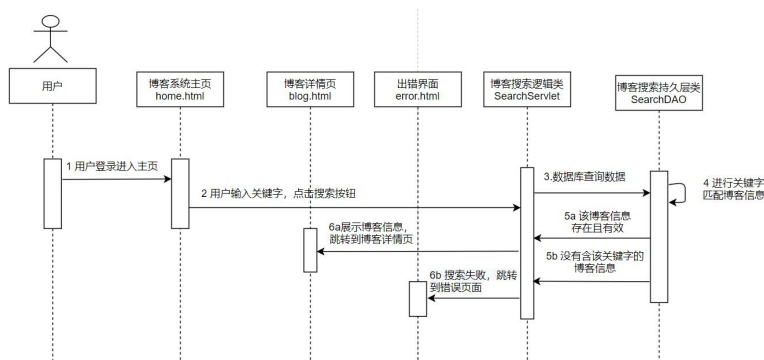 用户
博客系统主页
home.html
博客详情页
blog.html
出错界面
error.html
博客搜索逻辑类
SearchServlet
博客搜索持久层类
SearchDAO
1 用户登录进入主页
2 用户输入关键字，点击搜索按钮
3.数据库查询数据
4 进行关键字
匹配博客信息
5a 该博客信息
存在且有效
6a展示博客信息，
跳转到博客详情页
5b 没有含该关键字的
博客信息
6b 搜索失败，跳转
到错误页面